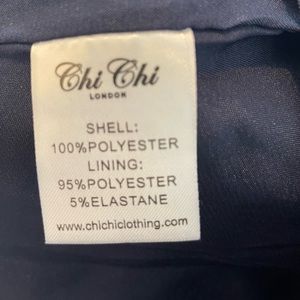 Chi Chi
LONDON
SHELL:
100%POLYESTER
LINING:
95%POLYESTER
5%ELASTANE
www.chichiclothing.com